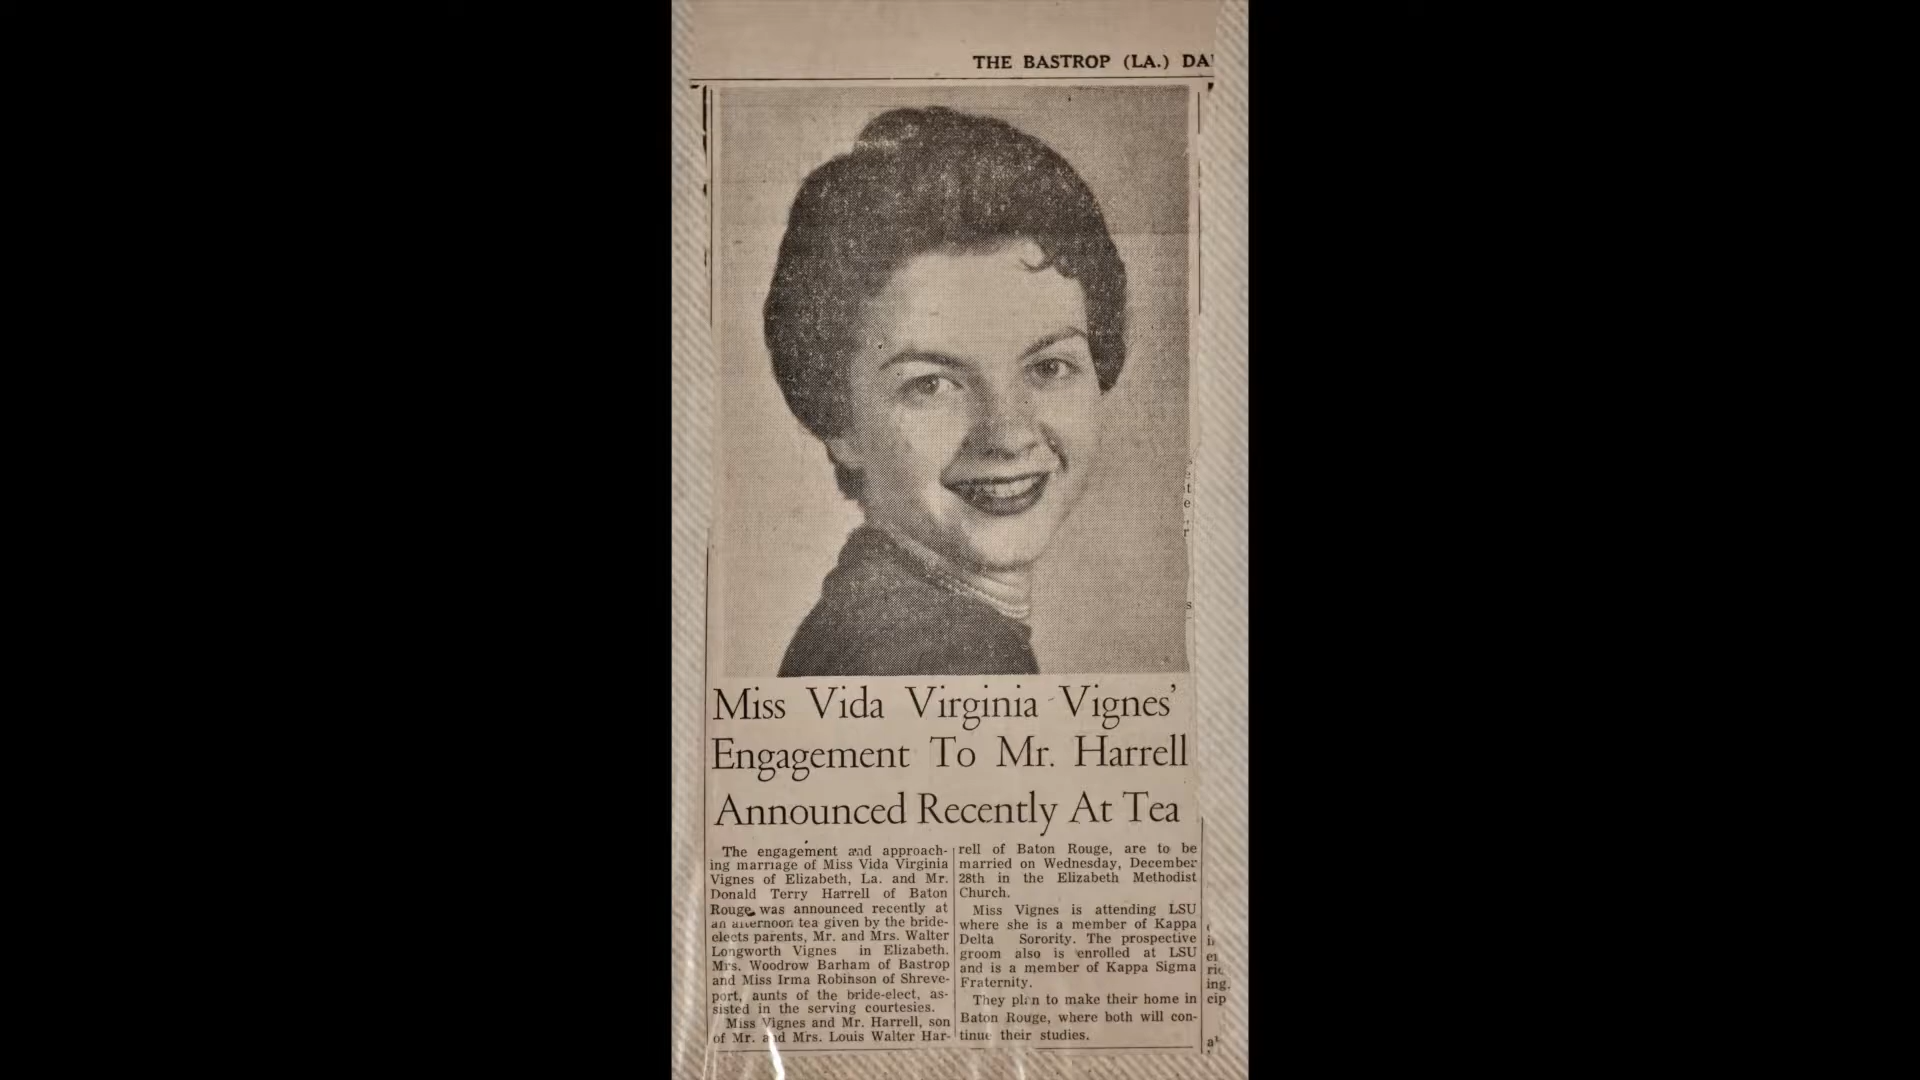 THE BASTROP (LA.) DA
Miss Vida Virginia Vignes'
Engagement To Mr. Harrell
Announced Recently At Tea
The engagement and approach-
ing marriage of Miss Vida Virginia
Vignes of Elizabeth, La. and Mr.
Donald Terry Harrell of Baton
Rouge was announced recently at
an afternoon tea given by the bride-
elects parents, Mr. and Mrs. Walter
Longworth Vignes in Elizabeth.
Mrs. Woodrow Barham of Bastrop
and Miss Irma Robinson of Shreve-
port, aunts of the bride-elect, as-
sisted in the serving courtesies.
Miss Vignes and Mr. Harrell, son
of Mr. and Mrs. Louis Walter Har-
rell of Baton Rouge, are to be
married on Wednesday, December
28th in the Elizabeth Methodist
Church.
Miss Vignes is attending LSU
where she is a member of Kappa
Delta Sorority. The prospective
groom also is enrolled at LSU
and is a member of Kappa Sigma
Fraternity.
They plan to make their home in
Baton Rouge, where both will con-
tinue their studies.